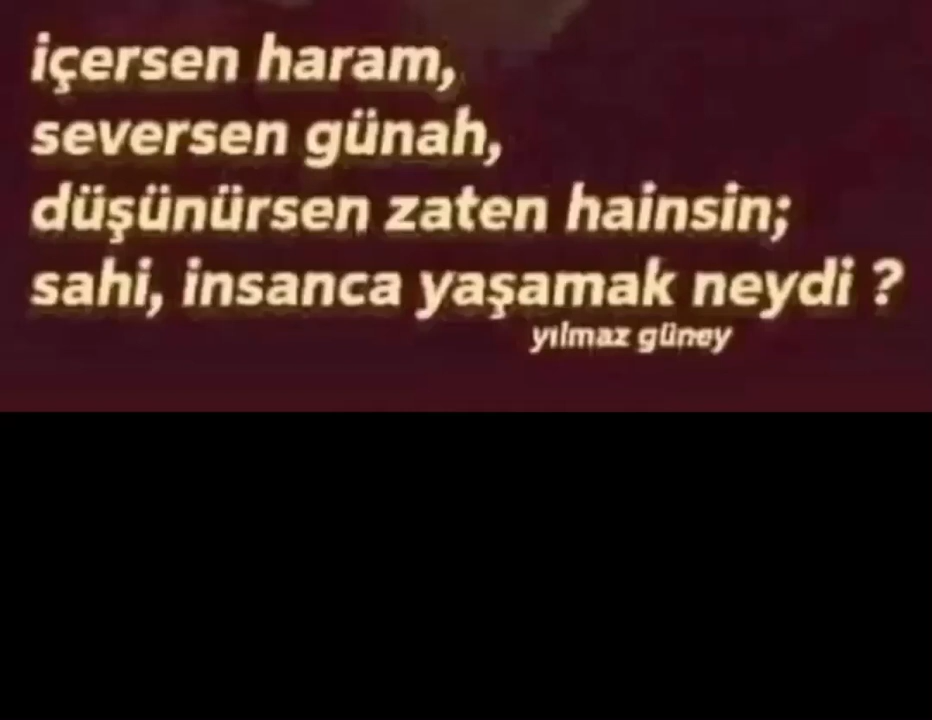 içersen haram,
seversen günah,
düşünürsen zaten hainsin;
sahi, insanca yaşamak neydi ?
yılmaz güney